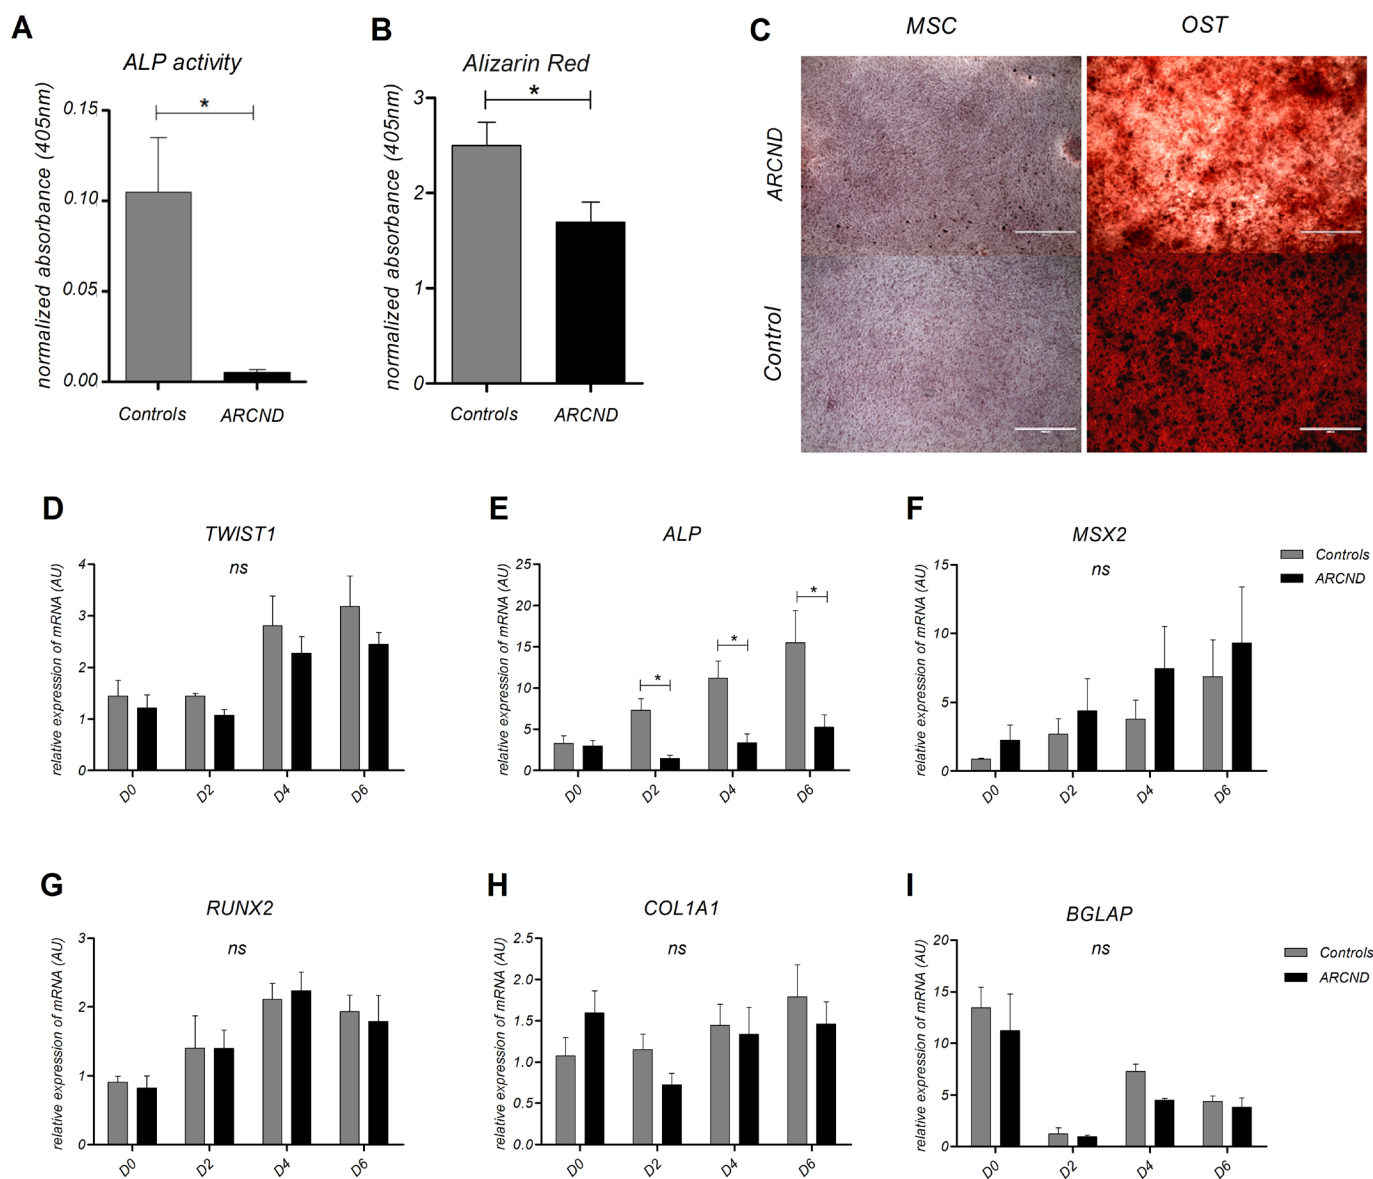 A
ALP activity
normalized absorbance (405nm)
0.15
0.10
0.05
0.00
*
Controls
ARCND
B
Alizarin Red
normalized absorbance (405nm)
3
2
1
0
*
Controls
ARCND
C
MSC
OST
ARCND
Control
D
TWIST1
ns
relative expression of mRNA (AU)
4
3
2
1
0
D0
D2
D4
D6
E
ALP
relative expression of mRNA (AU)
25
20
15
10
5
0
*
*
*
D0
D2
D4
D6
F
MSX2
ns
relative expression of mRNA (AU)
15
10
5
0
D0
D2
D4
D6
Controls
ARCND
G
RUNX2
ns
relative expression of mRNA (AU)
3
2
1
0
D0
D2
D4
D6
H
COL1A1
ns
relative expression of mRNA (AU)
2.5
2.0
1.5
1.0
0.5
0.0
D0
D2
D4
D6
I
BGLAP
ns
relative expression of mRNA (AU)
20
15
10
5
0
D0
D2
D4
D6
Controls
ARCND